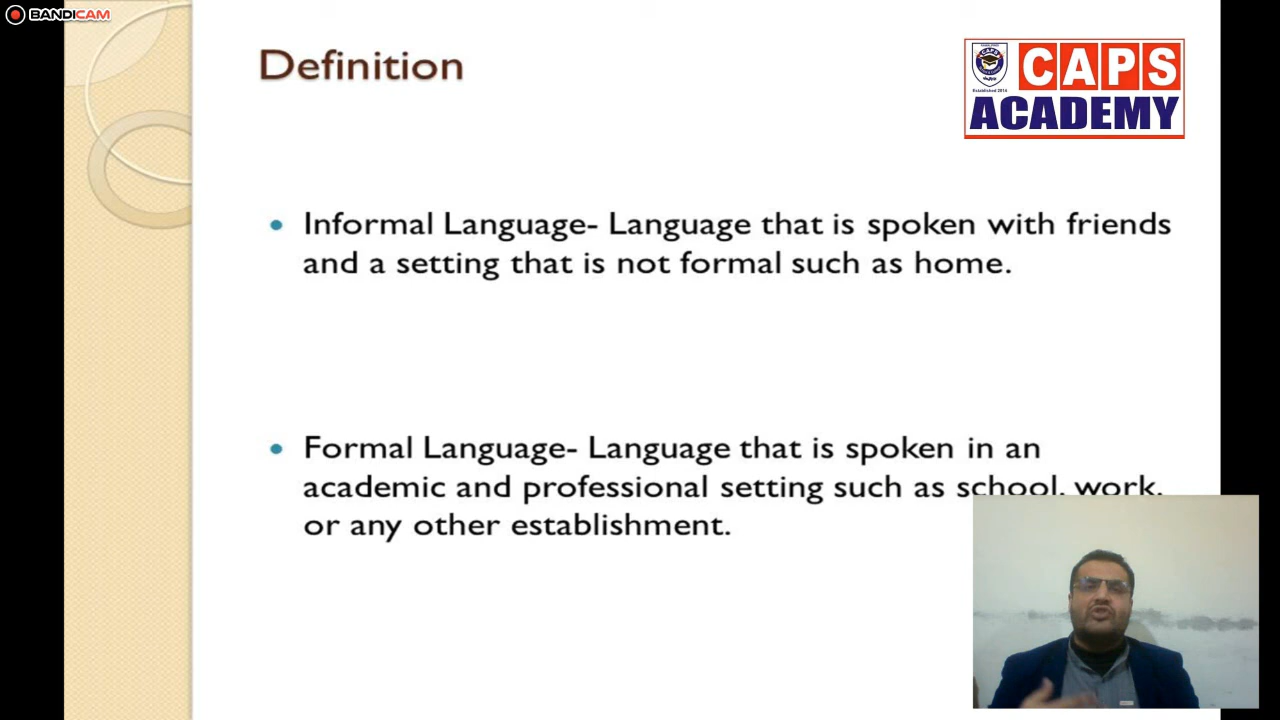 BANDICAM
Definition
CAPS
Established 2014
ACADEMY
Informal Language- Language that is spoken with friends
and a setting that is not formal such as home.
Formal Language- Language that is spoken in an
academic and professional setting such as school, work,
or any other establishment.